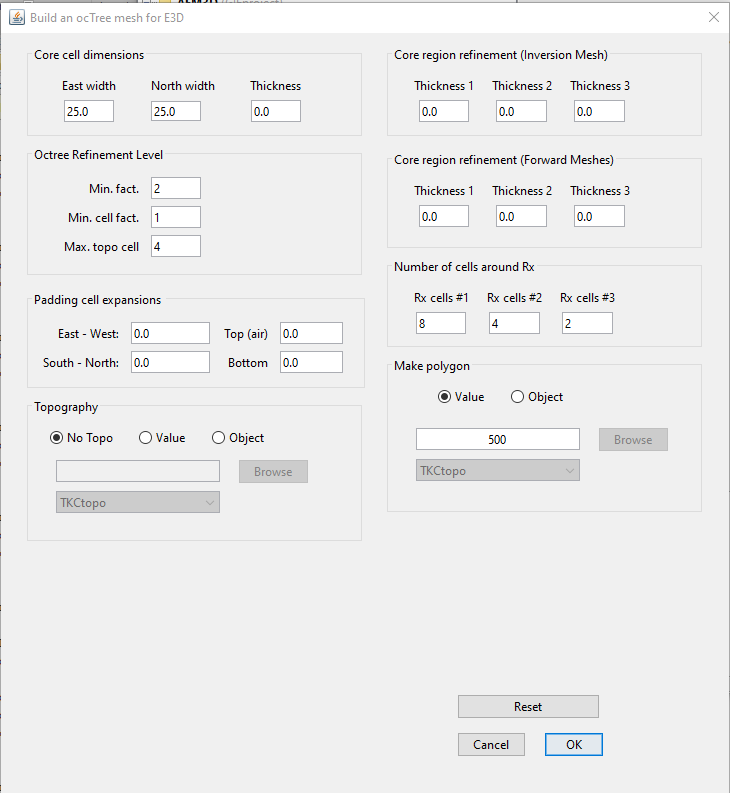 Build an ocTree mesh for E3D
Core cell dimensions
East width North width Thickness
25.0 25.0 0.0
Octree Refinement Level
Min. fact. 2
Min. cell fact. 1
Max. topo cell 4
Padding cell expansions
East - West: 0.0 Top (air) 0.0
South - North: 0.0 Bottom 0.0
Topography
No Topo Value Object
Browse
TKCtopo
Core region refinement (Inversion Mesh)
Thickness 1 Thickness 2 Thickness 3
0.0 0.0 0.0
Core region refinement (Forward Meshes)
Thickness 1 Thickness 2 Thickness 3
0.0 0.0 0.0
Number of cells around Rx
Rx cells #1 Rx cells #2 Rx cells #3
8 4 2
Make polygon
Value Object
500 Browse
TKCtopo
Reset
Cancel OK